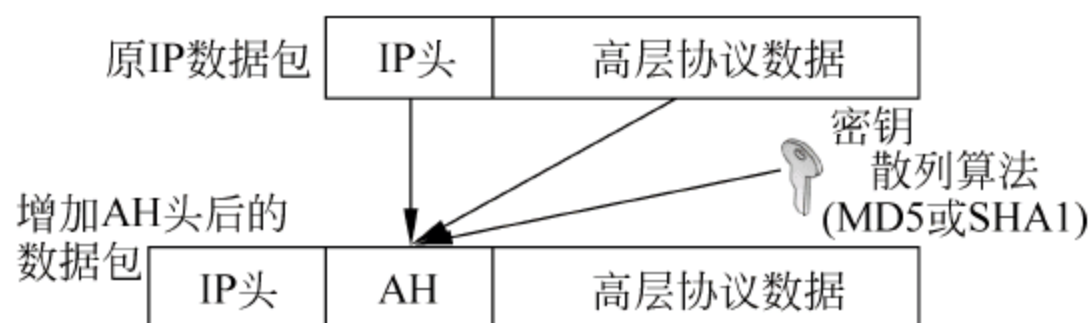 原IP数据包
IP头
高层协议数据
密钥
散列算法
(MD5或SHA1)
增加AH头后的
数据包
IP头
AH
高层协议数据